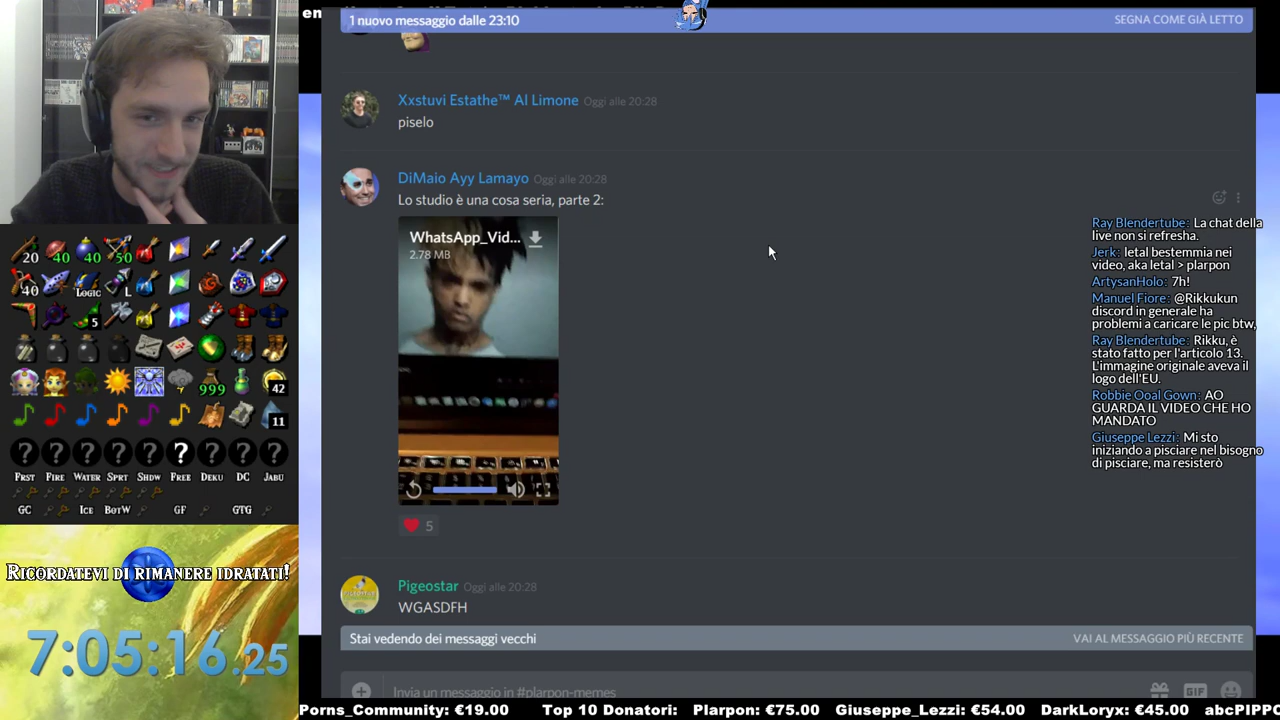 1 nuovo messaggio dalle 23:10
SEGNA COME GIÀ LETTO
Xxstuvi Estathe™ Al Limone Oggi alle 20:28
piselo
DiMaio Ayy Lamayo Oggi alle 20:28
Lo studio è una cosa seria, parte 2:
WhatsApp_Vid...
2.78 MB
5
Pigeostar Oggi alle 20:28
WGASDFH
Stai vedendo dei messaggi vecchi
VAI AL MESSAGGIO PIÙ RECENTE
Invia un messaggio in #plarpon-memes
GIF
Ray Blendertube: La chat della
live non si refresha.
Jerk: letal bestemmia nei
video, aka letal > plarpon
ArtysanHolo: 7h!
Manuel Fiore: @Rikkukun
discord in generale ha
problemi a caricare le pic btw,
Ray Blendertube: Rikku, è
stato fatto per l'articolo 13.
L'immagine originale aveva il
logo dell'EU.
Robbie Ooal Gown: AO
GUARDA IL VIDEO CHE HO
MANDATO
Giuseppe Lezzi: Mi sto
iniziando a pisciare nel bisogno
di pisciare, ma resisterò
20 40 40 50
40 LOGIC L
5
999 42
11
? ? ? ? ? ? ? ? ?
FRST FIRE WATER SPRT SHDW FREE DEKU DC JABU
GC ICE BOTW GF GTG
RICORDATEVI DI RIMANERE IDRATATI!
7:05:16.25
Porns_Community: €19.00 Top 10 Donatori: Plarpon: €75.00 Giuseppe_Lezzi: €54.00 DarkLoryx: €45.00 abcPIPPO